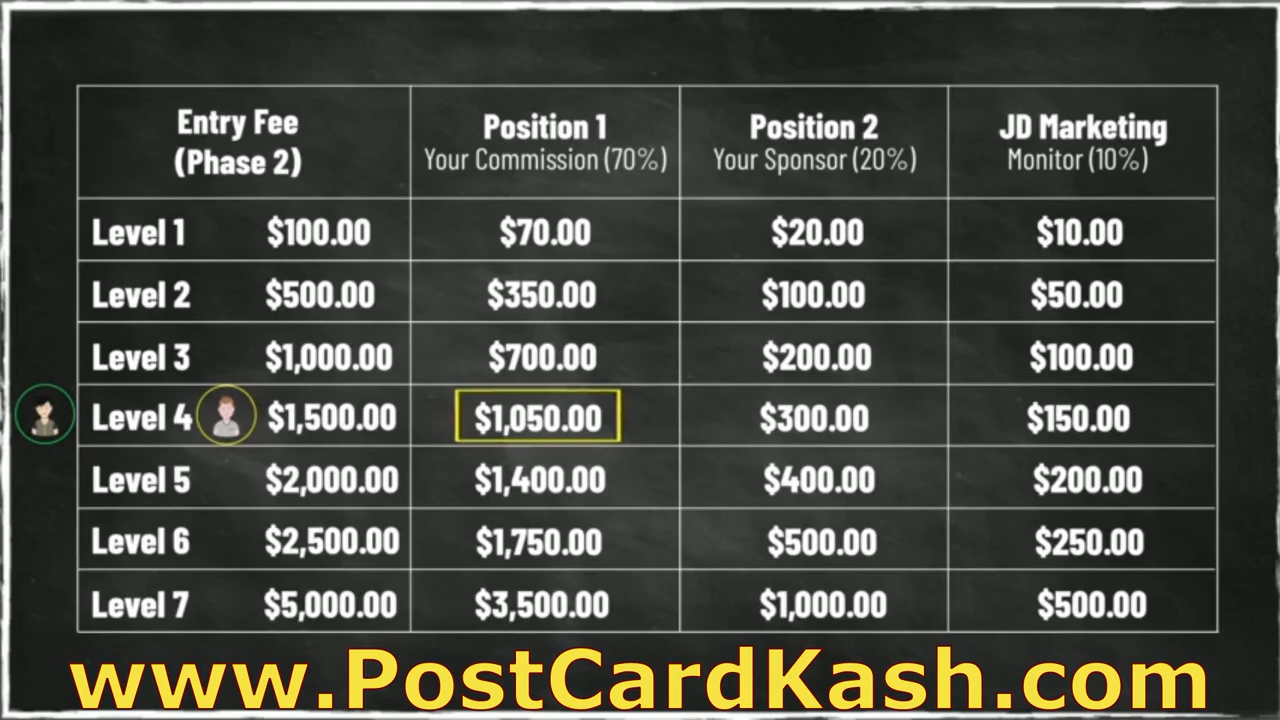 Entry Fee
(Phase 2)
Position 1
Your Commission (70%)
Position 2
Your Sponsor (20%)
JD Marketing
Monitor (10%)
Level 1 $100.00 $70.00 $20.00 $10.00
Level 2 $500.00 $350.00 $100.00 $50.00
Level 3 $1,000.00 $700.00 $200.00 $100.00
Level 4 $1,500.00 $1,050.00 $300.00 $150.00
Level 5 $2,000.00 $1,400.00 $400.00 $200.00
Level 6 $2,500.00 $1,750.00 $500.00 $250.00
Level 7 $5,000.00 $3,500.00 $1,000.00 $500.00
www.PostCardKash.com